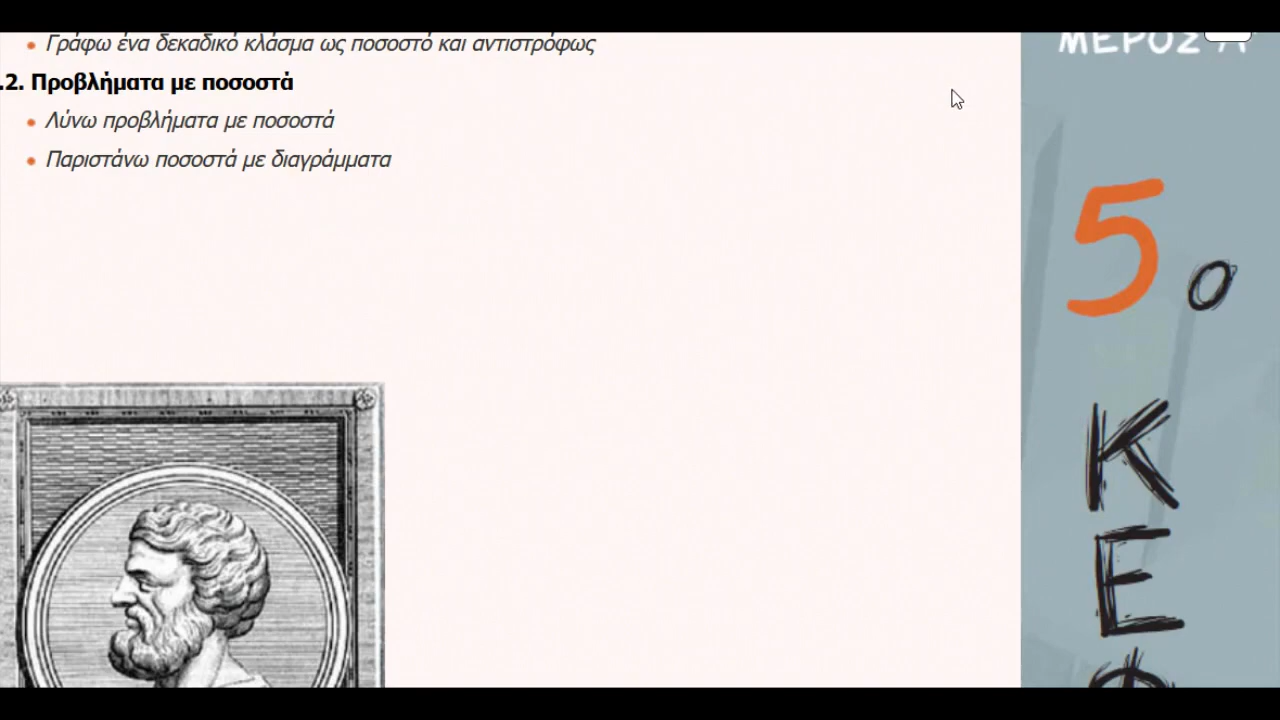 Γράφω ένα δεκαδικό κλάσμα ως ποσοστό και αντιστρόφως
.2. Προβλήματα με ποσοστά
Λύνω προβλήματα με ποσοστά
Παριστάνω ποσοστά με διαγράμματα
ΜΕΡΟΣ Α
5ο
ΚΕΦ